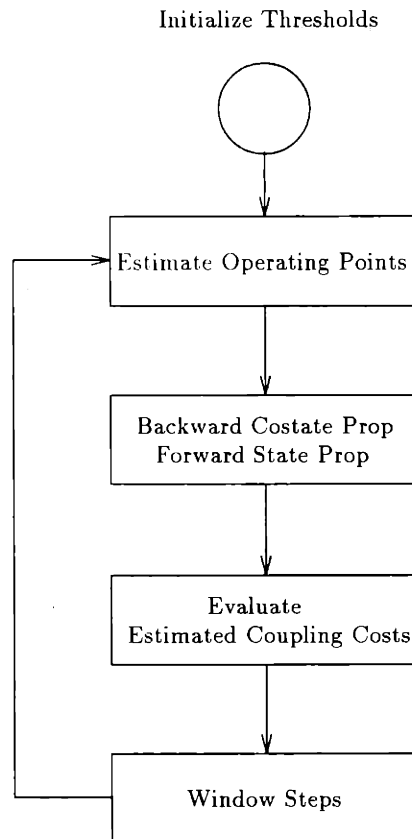 Initialize Thresholds
Estimate Operating Points
Backward Costate Prop
Forward State Prop
Evaluate
Estimated Coupling Costs
Window Steps